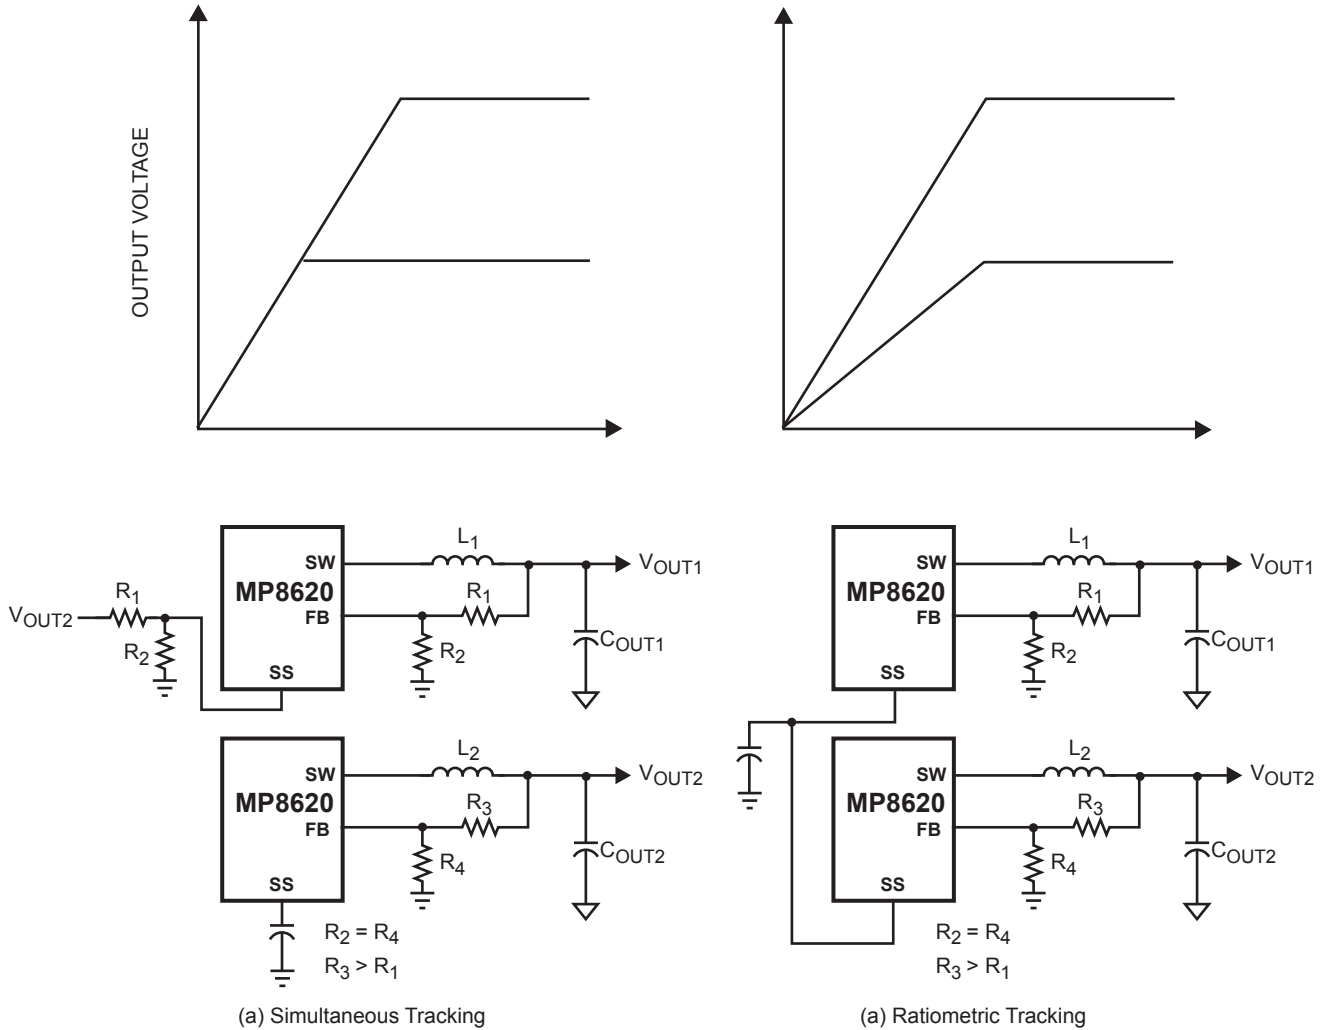 OUTPUT VOLTAGE
L1
SW
VOUT1
MP8620
R1
FB
R1
VOUT2
R2
R2
COUT1
SS
L2
SW
VOUT2
MP8620
R3
FB
R4
COUT2
SS
R2 = R4
R3 > R1
(a) Simultaneous Tracking
L1
SW
VOUT1
MP8620
R1
FB
R2
COUT1
SS
L2
SW
VOUT2
MP8620
R3
FB
R4
COUT2
SS
R2 = R4
R3 > R1
(a) Ratiometric Tracking